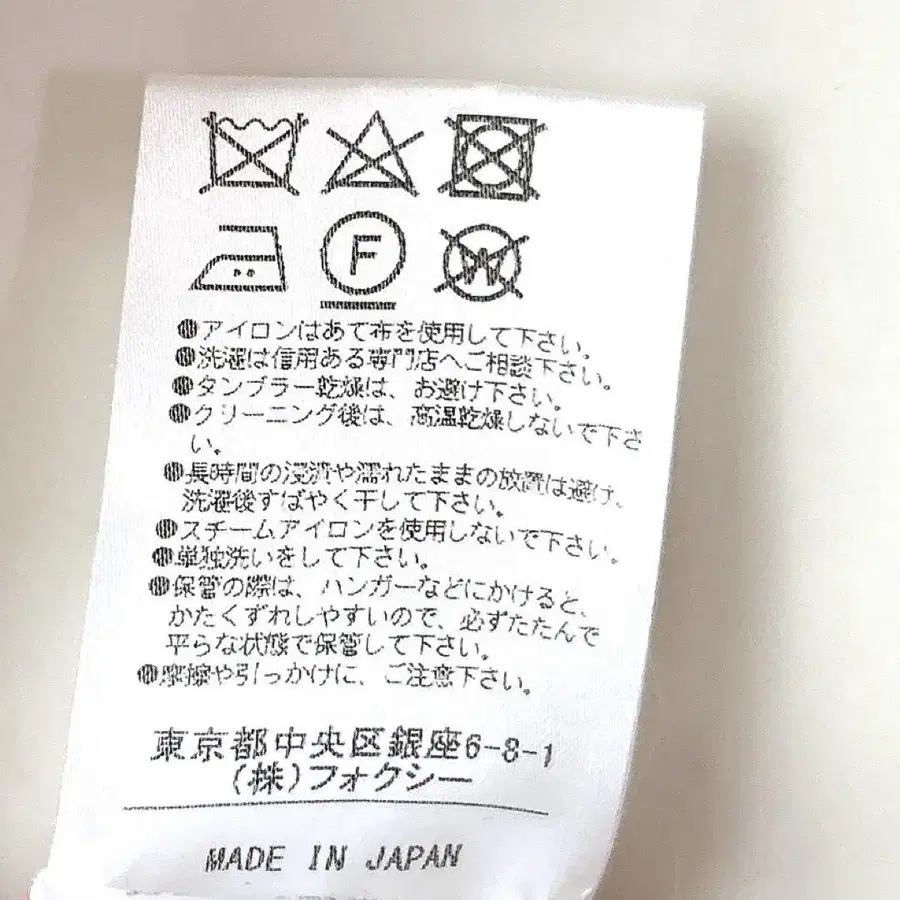 F
W
●アイロンはあて布を使用して下さい。
●洗濯は信用ある専門店へご相談下さい。
●タンブラー乾燥は、お避け下さい。
●クリーニング後は、高温乾燥しないで下さ
い。
●長時間の浸漬や濡れたままの放置は避け、
洗濯後すばやく干して下さい。
●スチームアイロンを使用しないで下さい。
●単独洗いをして下さい。
●保管の際は、ハンガーなどにかけると、
かたくずれしやすいので、必ずたたんで
平らな状態で保管して下さい。
●摩擦や引っかけに、ご注意下さい。
東京都中央区銀座6-8-1
(株)フォクシー
MADE IN JAPAN